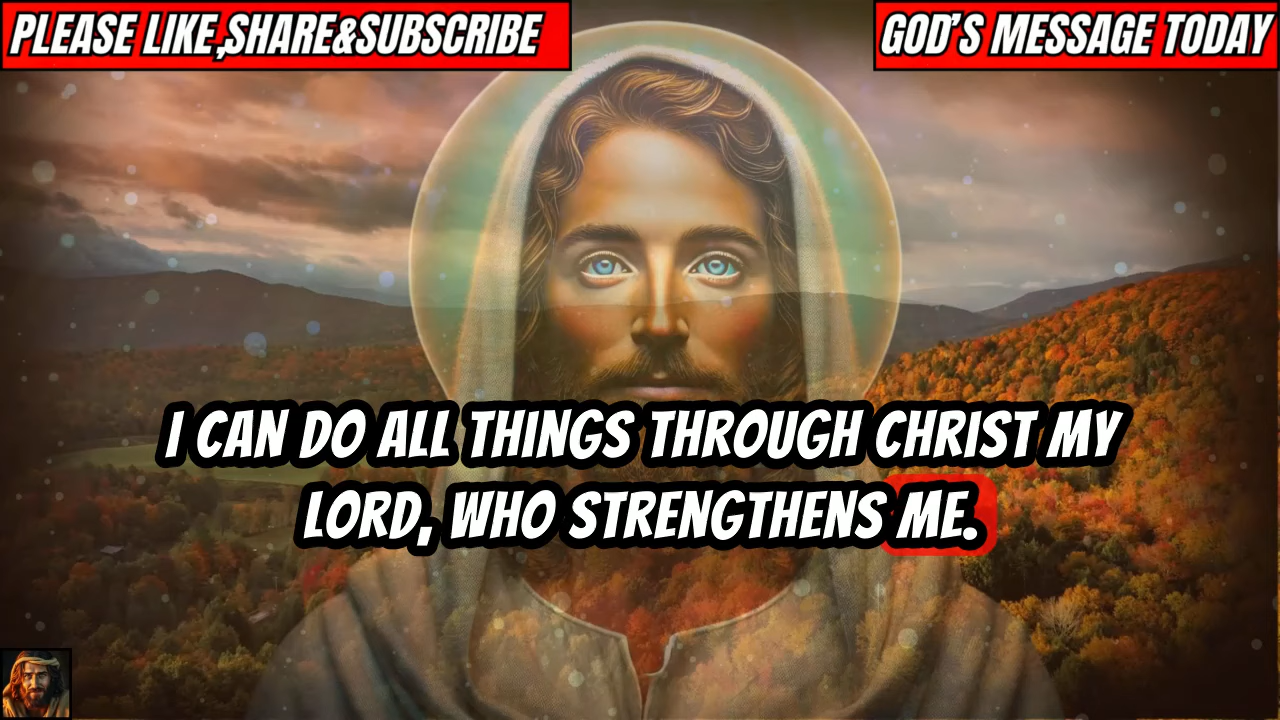 PLEASE LIKE,SHARE&SUBSCRIBE
GOD'S MESSAGE TODAY
I CAN DO ALL THINGS THROUGH CHRIST MY
LORD, WHO STRENGTHENS ME.